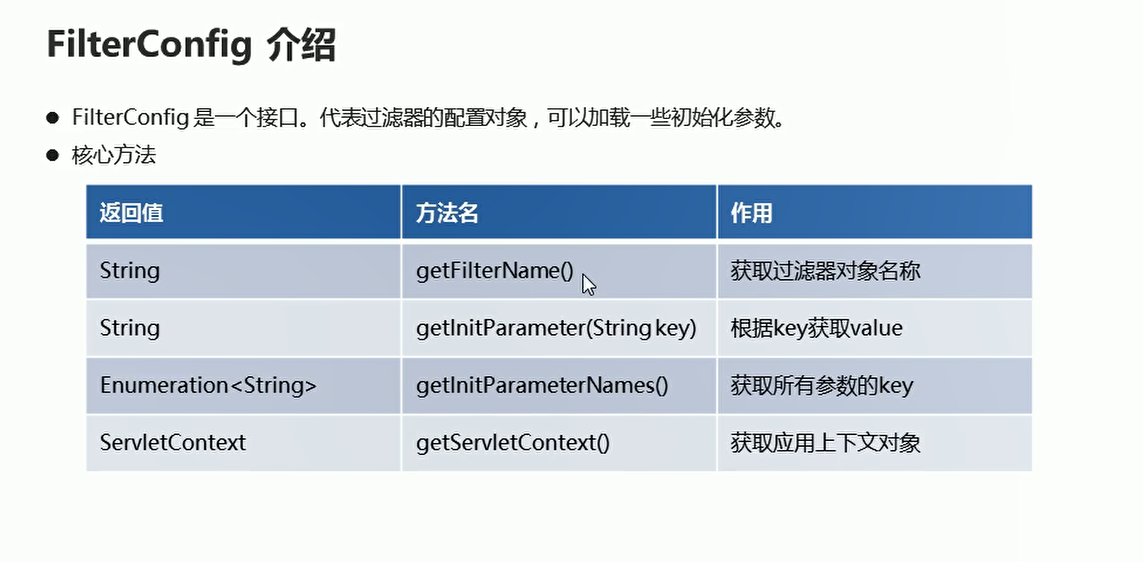 FilterConfig 介绍
● FilterConfig 是一个接口。代表过滤器的配置对象，可以加载一些初始化参数。
● 核心方法
返回值 方法名 作用
String getFilterName() 获取过滤器对象名称
String getInitParameter(String key) 根据key获取value
Enumeration<String> getInitParameterNames() 获取所有参数的key
ServletContext getServletContext() 获取应用上下文对象